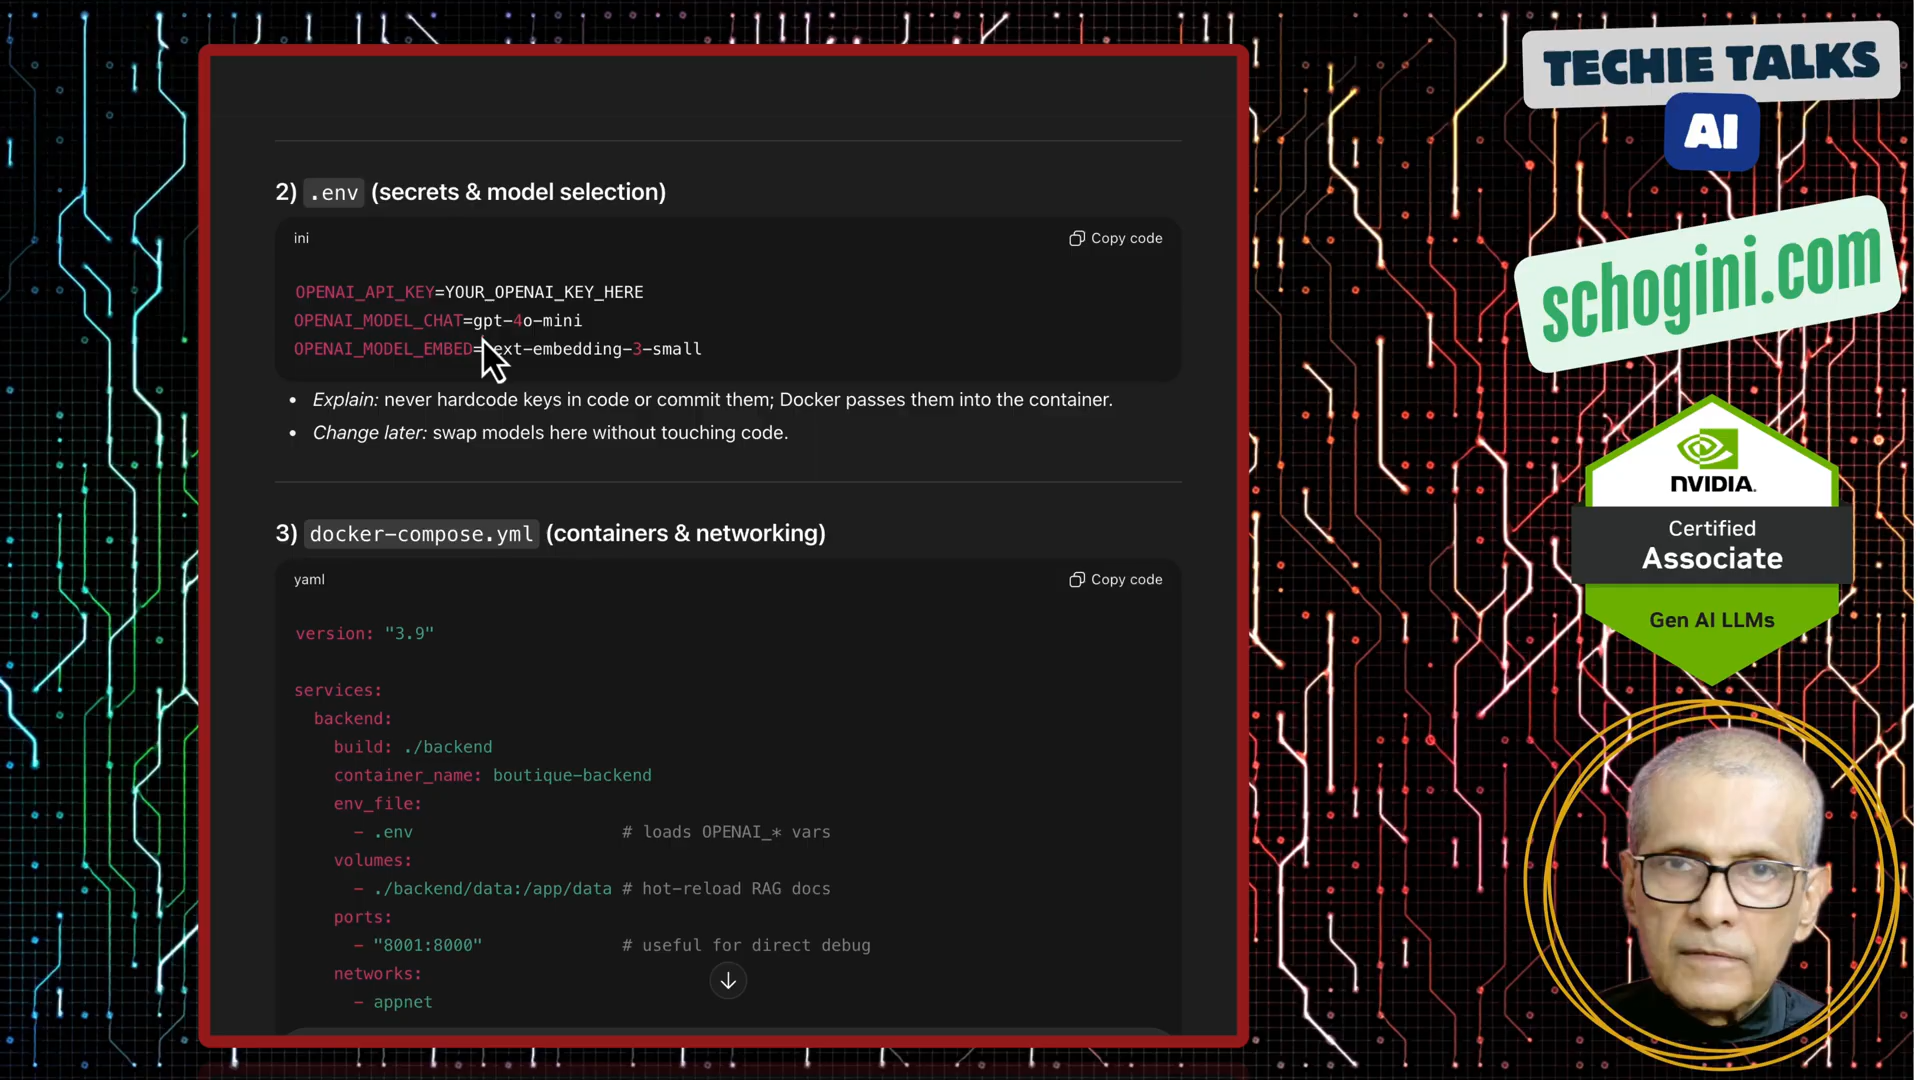 2) .env (secrets & model selection)
ini
Copy code
OPENAI_API_KEY=YOUR_OPENAI_KEY_HERE
OPENAI_MODEL_CHAT=gpt-4o-mini
OPENAI_MODEL_EMBED=ext-embedding-3-small
• Explain: never hardcode keys in code or commit them; Docker passes them into the container.
• Change later: swap models here without touching code.
3) docker-compose.yml (containers & networking)
yaml
Copy code
version: "3.9"
services:
backend:
build: ./backend
container_name: boutique-backend
env_file:
- .env # loads OPENAI_* vars
volumes:
- ./backend/data:/app/data # hot-reload RAG docs
ports:
- "8001:8000" # useful for direct debug
networks:
- appnet
TECHIE TALKS
AI
schogini.com
NVIDIA.
Certified
Associate
Gen AI LLMs